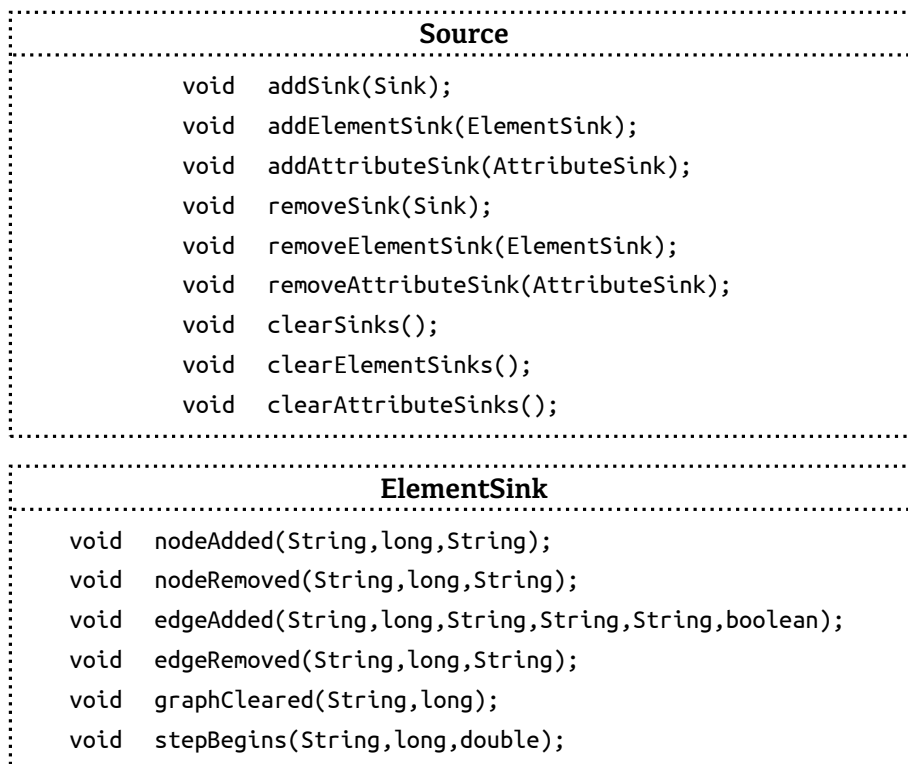 Source
void addSink(Sink);
void addElementSink(ElementSink);
void addAttributeSink(AttributeSink);
void removeSink(Sink);
void removeElementSink(ElementSink);
void removeAttributeSink(AttributeSink);
void clearSinks();
void clearElementSinks();
void clearAttributeSinks();
ElementSink
void nodeAdded(String,long,String);
void nodeRemoved(String,long,String);
void edgeAdded(String,long,String,String,String,boolean);
void edgeRemoved(String,long,String);
void graphCleared(String,long);
void stepBegins(String,long,double);